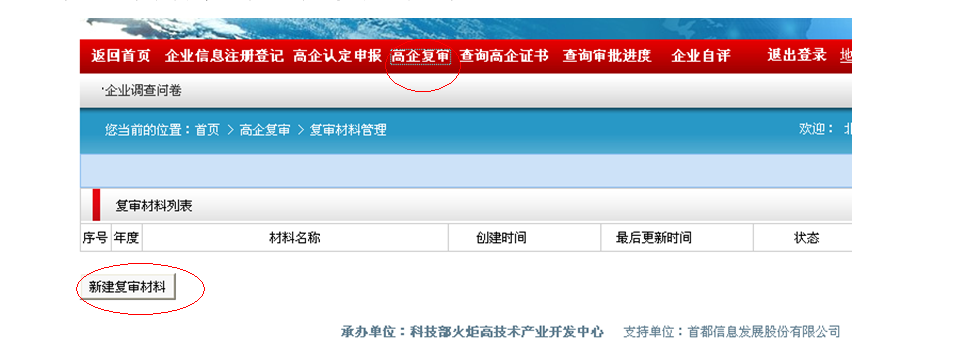 返回首页 企业信息注册登记 高企认定申报 高企复审 查询高企证书 查询审批进度 企业自评 退出登录 地
·企业调查问卷
您当前的位置：首页 > 高企复审 > 复审材料管理 欢迎： 北
复审材料列表
序号 年度 材料名称 创建时间 最后更新时间 状态
新建复审材料
承办单位：科技部火炬高技术产业开发中心 支持单位：首都信息发展股份有限公司